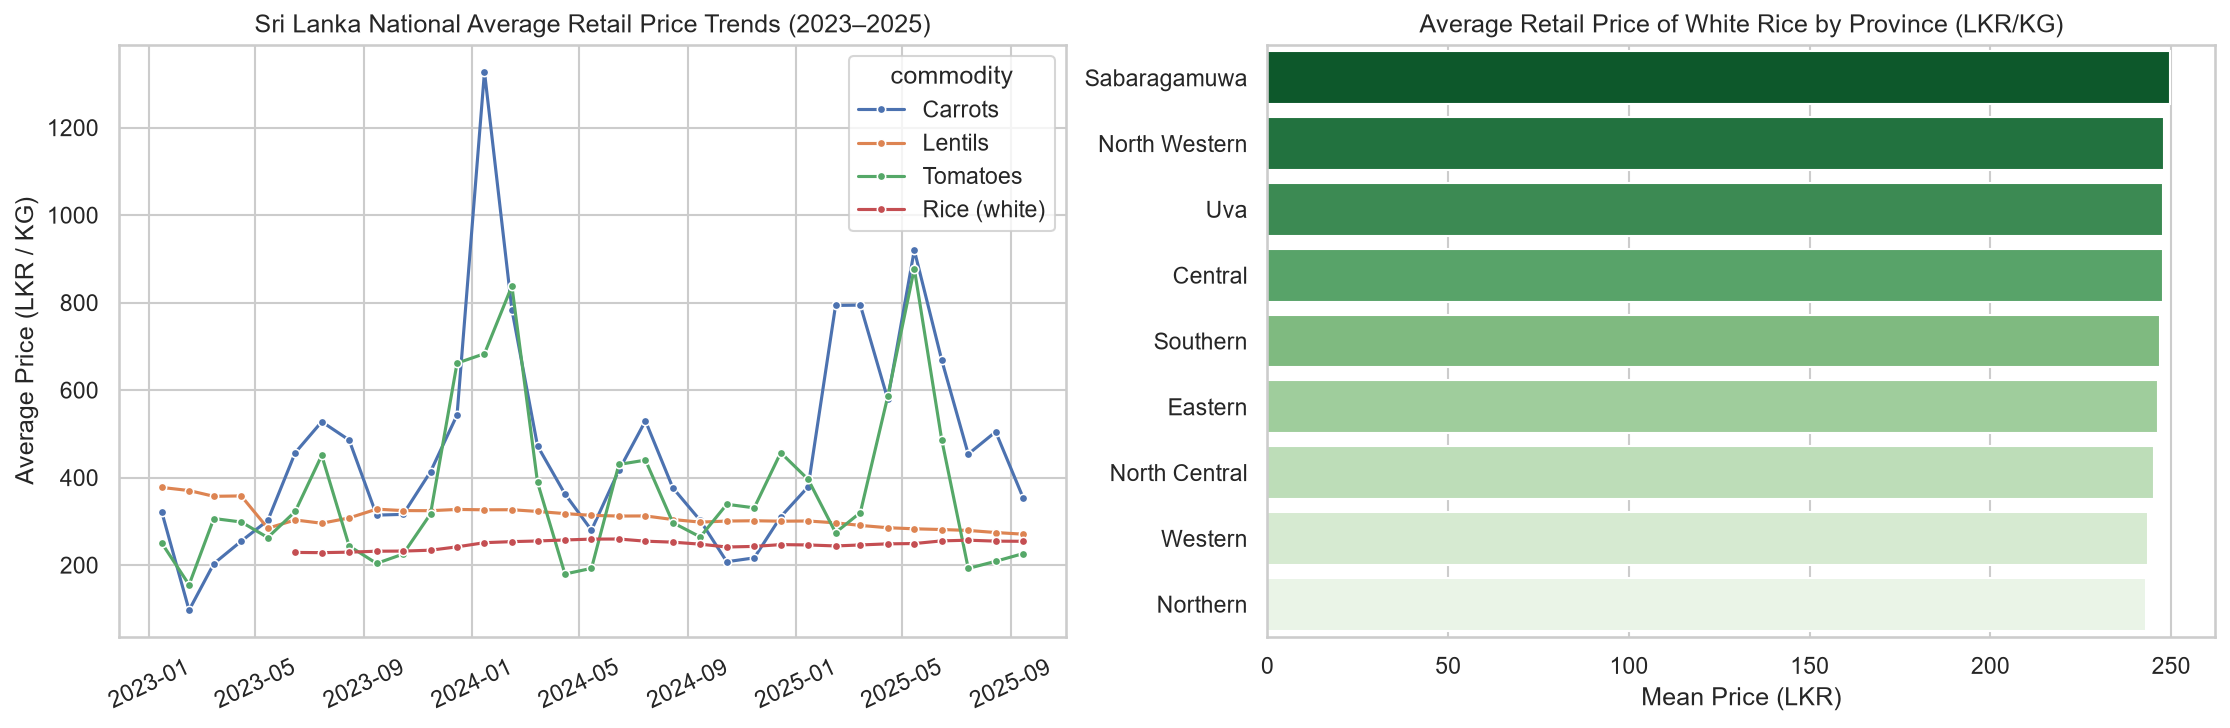 Sri Lanka National Average Retail Price Trends (2023–2025)
Average Price (LKR / KG)
1200
1000
800
600
400
200
2023-01
2023-05
2023-09
2024-01
2024-05
2024-09
2025-01
2025-05
2025-09
commodity
Carrots
Lentils
Tomatoes
Rice (white)
Average Retail Price of White Rice by Province (LKR/KG)
Sabaragamuwa
North Western
Uva
Central
Southern
Eastern
North Central
Western
Northern
0
50
100
150
200
250
Mean Price (LKR)